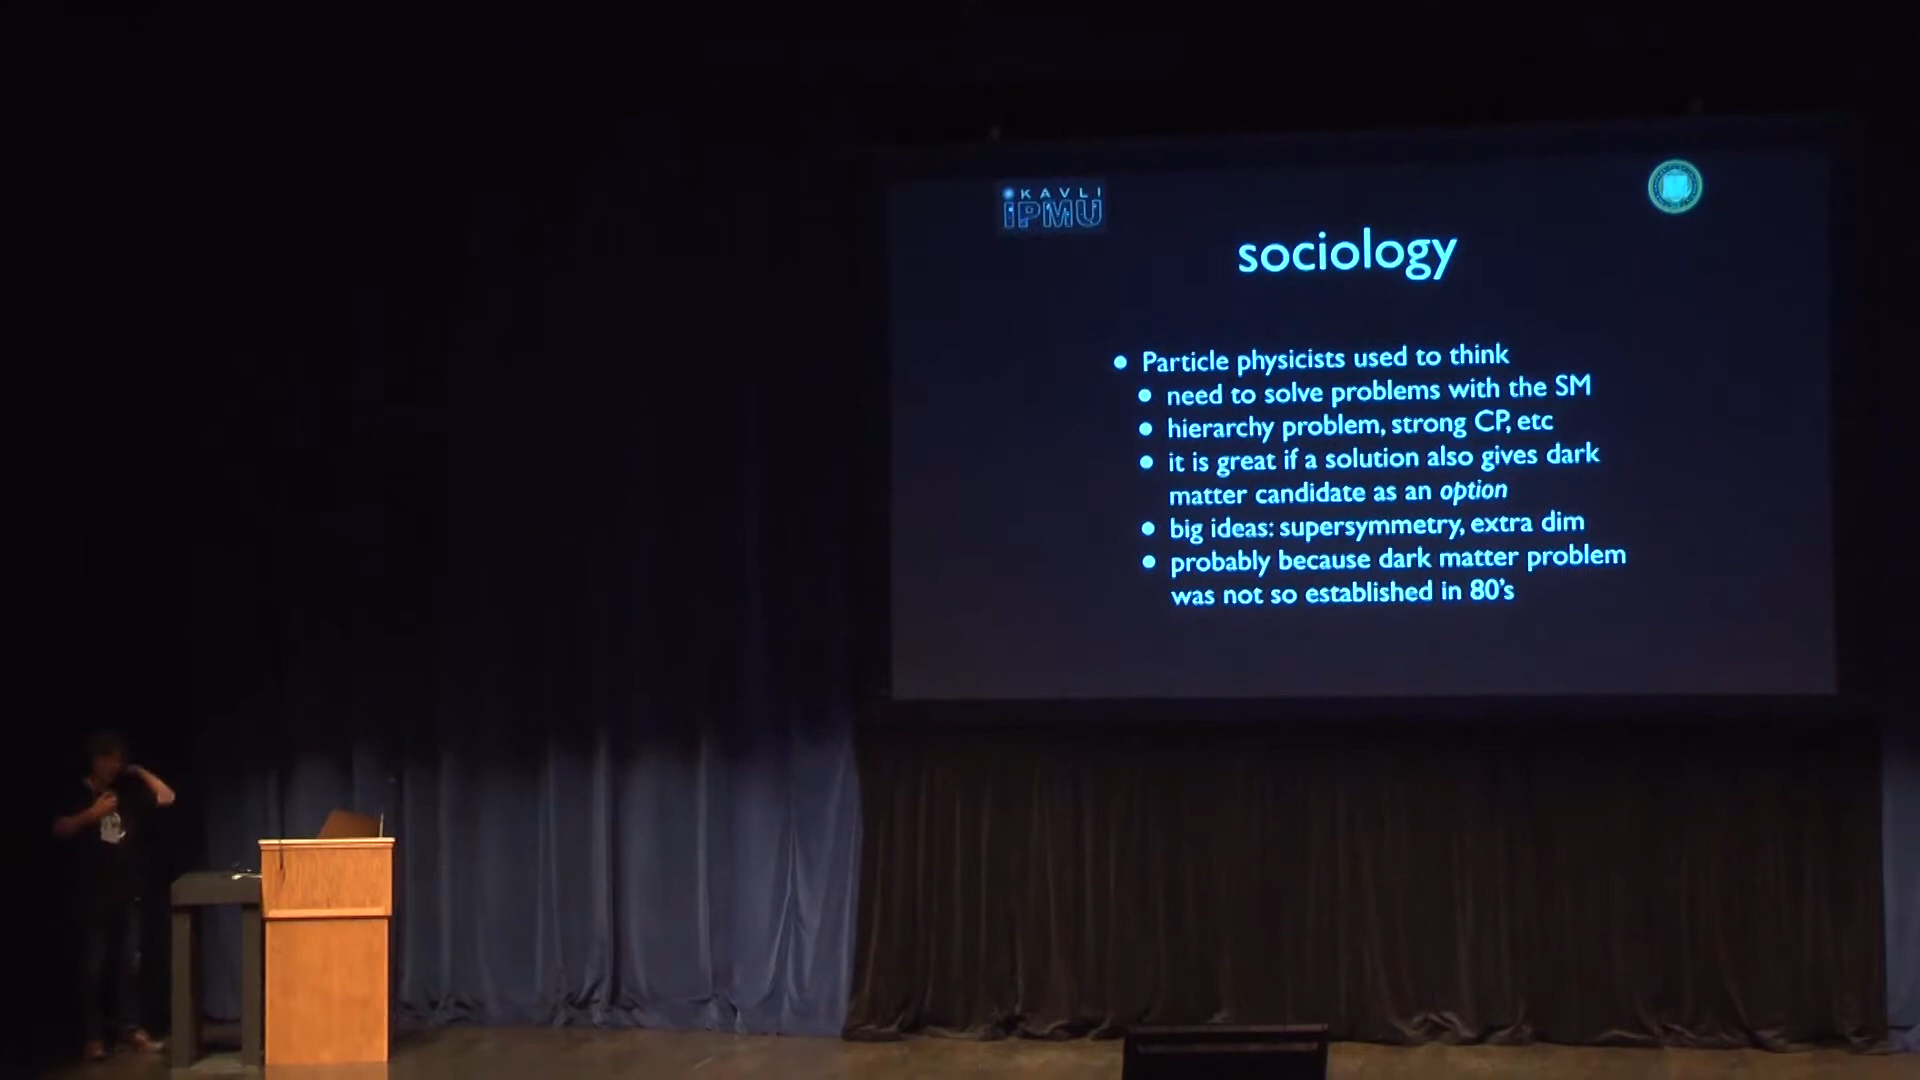 KAVLI
IPMU
sociology
• Particle physicists used to think
• need to solve problems with the SM
• hierarchy problem, strong CP, etc
• it is great if a solution also gives dark
matter candidate as an option
• big ideas: supersymmetry, extra dim
• probably because dark matter problem
was not so established in 80's